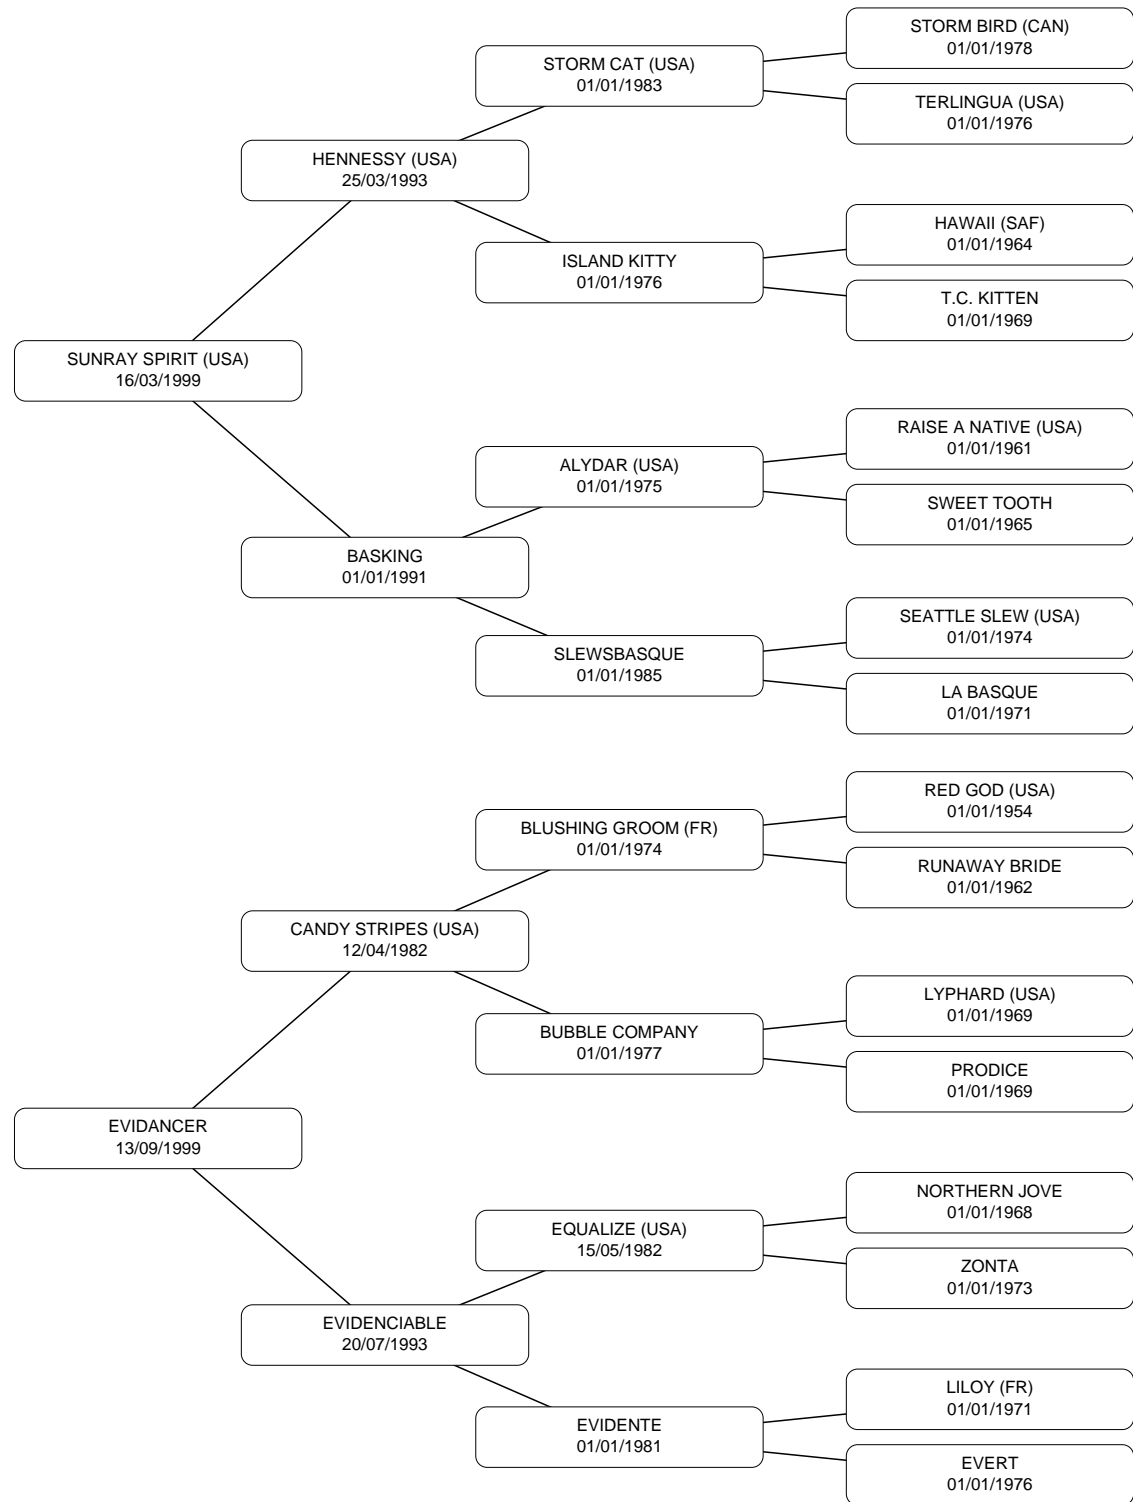 STORM BIRD (CAN)
01/01/1978
STORM CAT (USA)
01/01/1983
TERLINGUA (USA)
01/01/1976
HENNESSY (USA)
25/03/1993
HAWAII (SAF)
01/01/1964
ISLAND KITTY
01/01/1976
T.C. KITTEN
01/01/1969
SUNRAY SPIRIT (USA)
16/03/1999
RAISE A NATIVE (USA)
01/01/1961
ALYDAR (USA)
01/01/1975
SWEET TOOTH
01/01/1965
BASKING
01/01/1991
SEATTLE SLEW (USA)
01/01/1974
SLEWSBASQUE
01/01/1985
LA BASQUE
01/01/1971
RED GOD (USA)
01/01/1954
BLUSHING GROOM (FR)
01/01/1974
RUNAWAY BRIDE
01/01/1962
CANDY STRIPES (USA)
12/04/1982
LYPHARD (USA)
01/01/1969
BUBBLE COMPANY
01/01/1977
PRODICE
01/01/1969
EVIDANCER
13/09/1999
NORTHERN JOVE
01/01/1968
EQUALIZE (USA)
15/05/1982
ZONTA
01/01/1973
EVIDENCIABLE
20/07/1993
LILOY (FR)
01/01/1971
EVIDENTE
01/01/1981
EVERT
01/01/1976